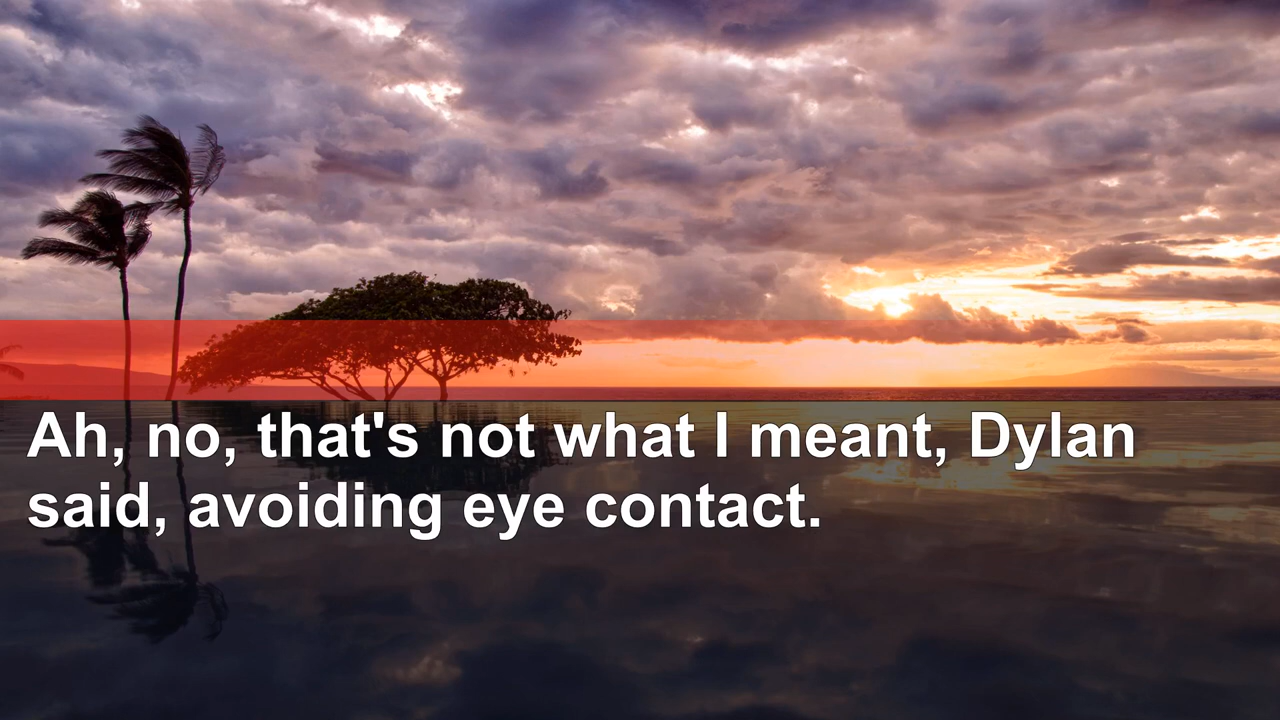 Ah, no, that's not what I meant, Dylan
said, avoiding eye contact.